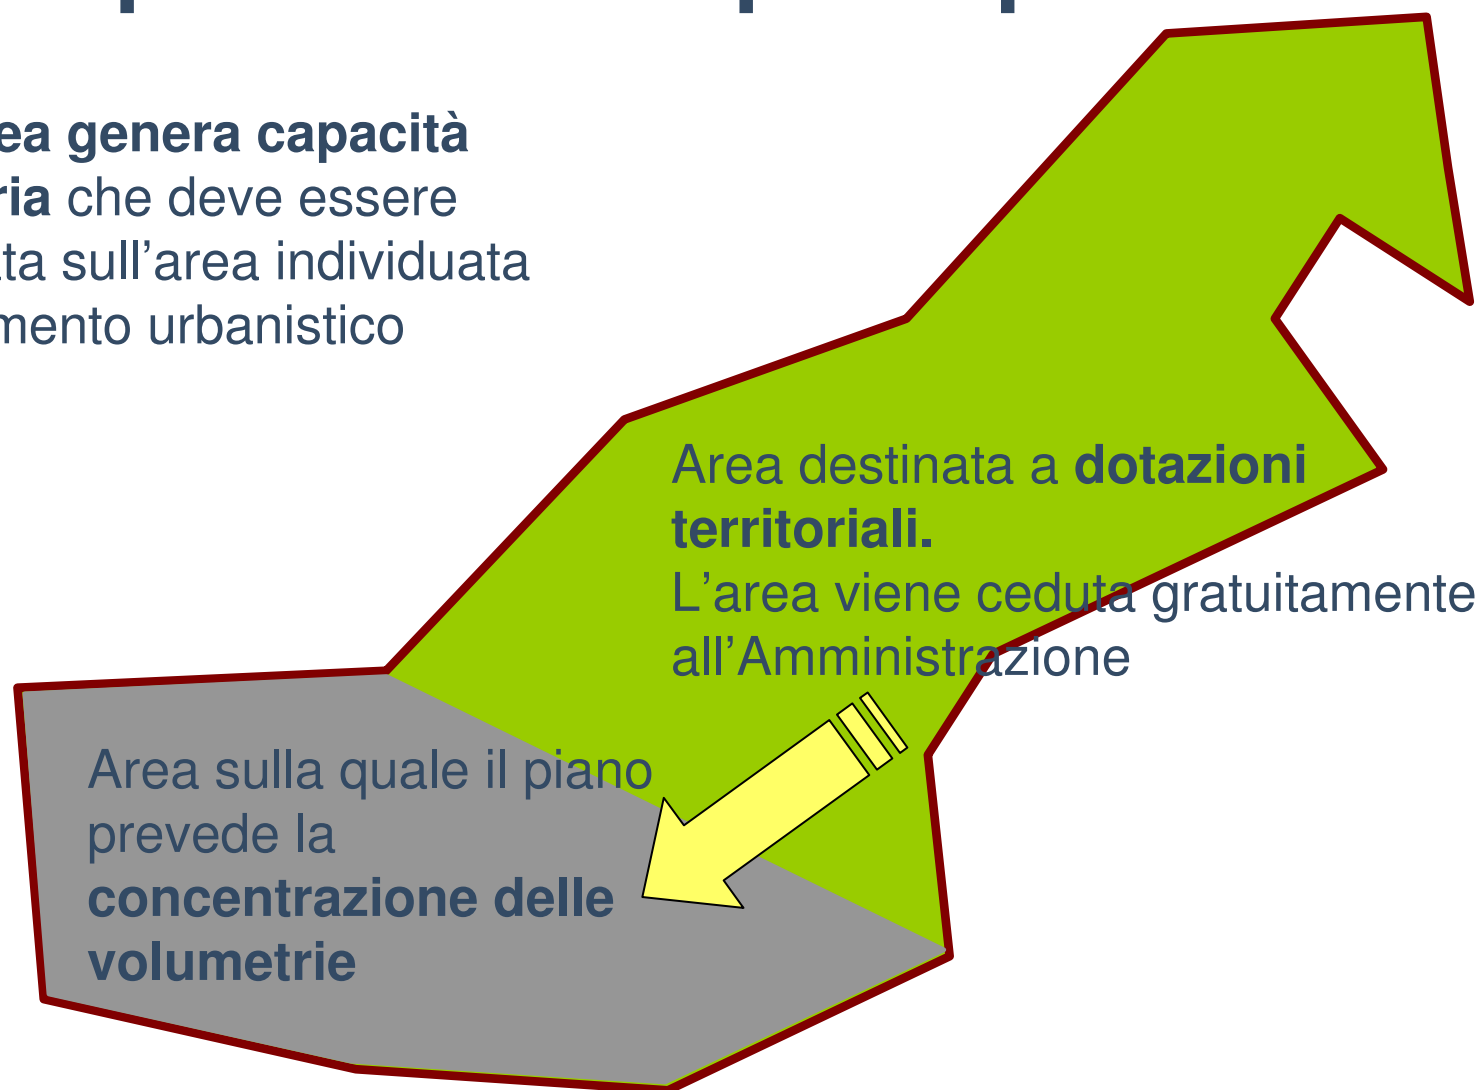 ea genera capacità
ria che deve essere
ta sull’area individuata
mento urbanistico
Area destinata a dotazioni
territoriali.
L’area viene ceduta gratuitamente
all’Amministrazione
Area sulla quale il piano
prevede la
concentrazione delle
volumetrie